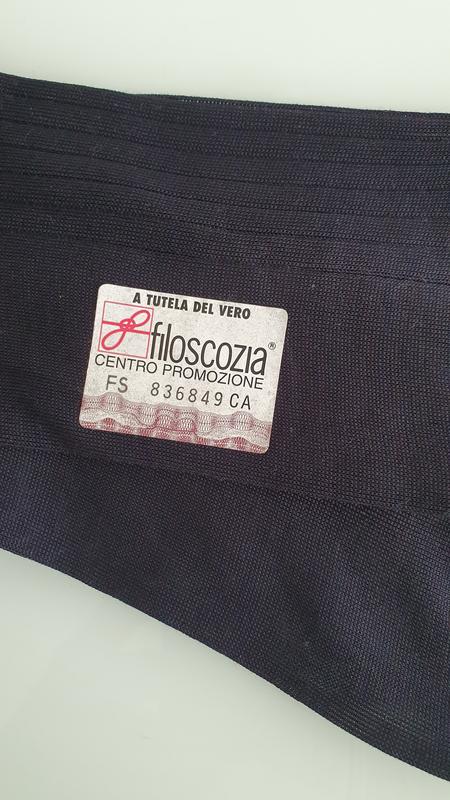 A TUTELA DEL VERO
filoscozia®
CENTRO PROMOZIONE
FS 836849 CA